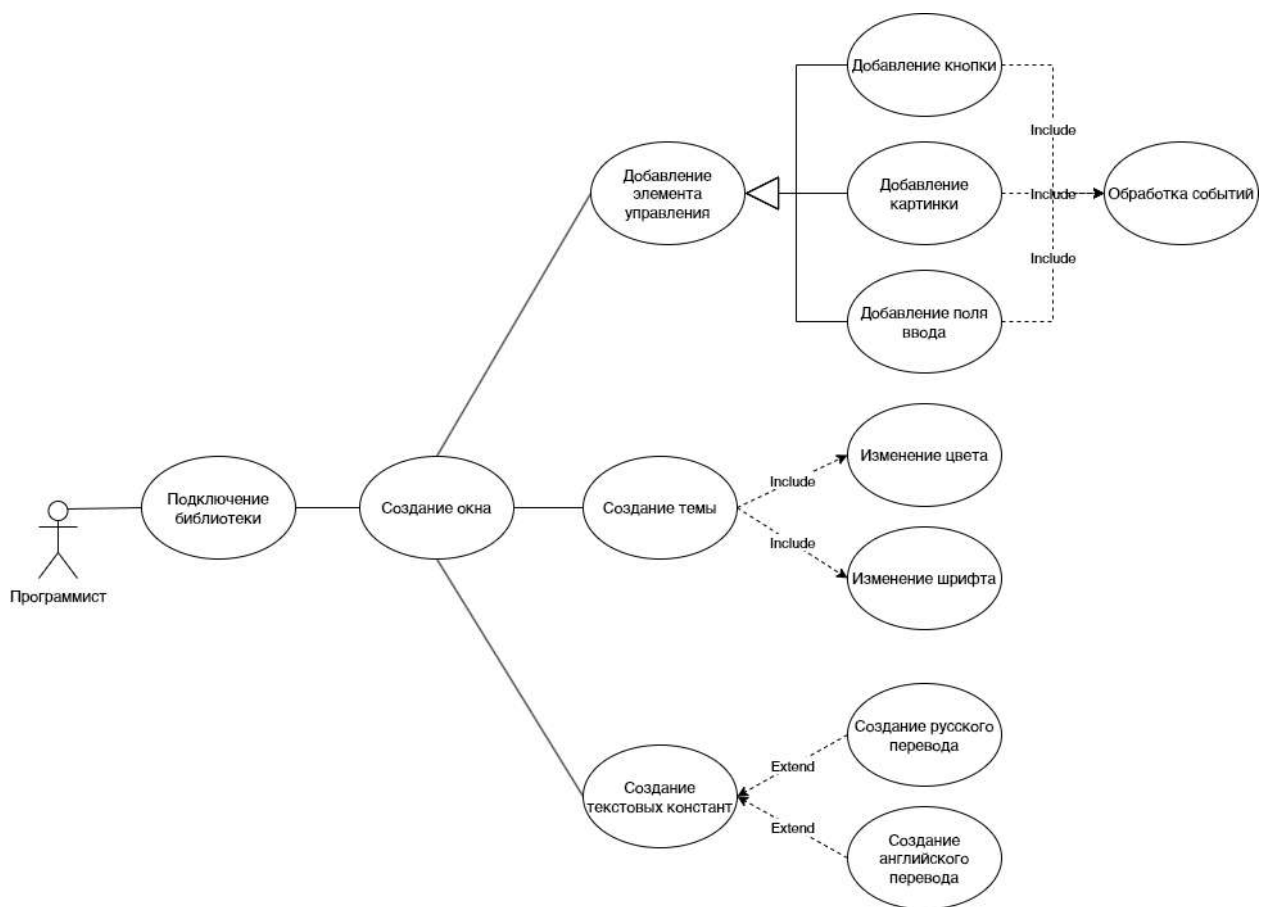 Добавление кнопки
Include
Добавление
элемента
управления
Добавление
картинки
Include
Обработка событий
Include
Добавление поля
ввода
Изменение цвета
Include
Подключение
библиотеки
Создание окна
Создание темы
Include
Изменение шрифта
Программист
Создание русского
перевода
Extend
Создание
текстовых констант
Extend
Создание
английского
перевода